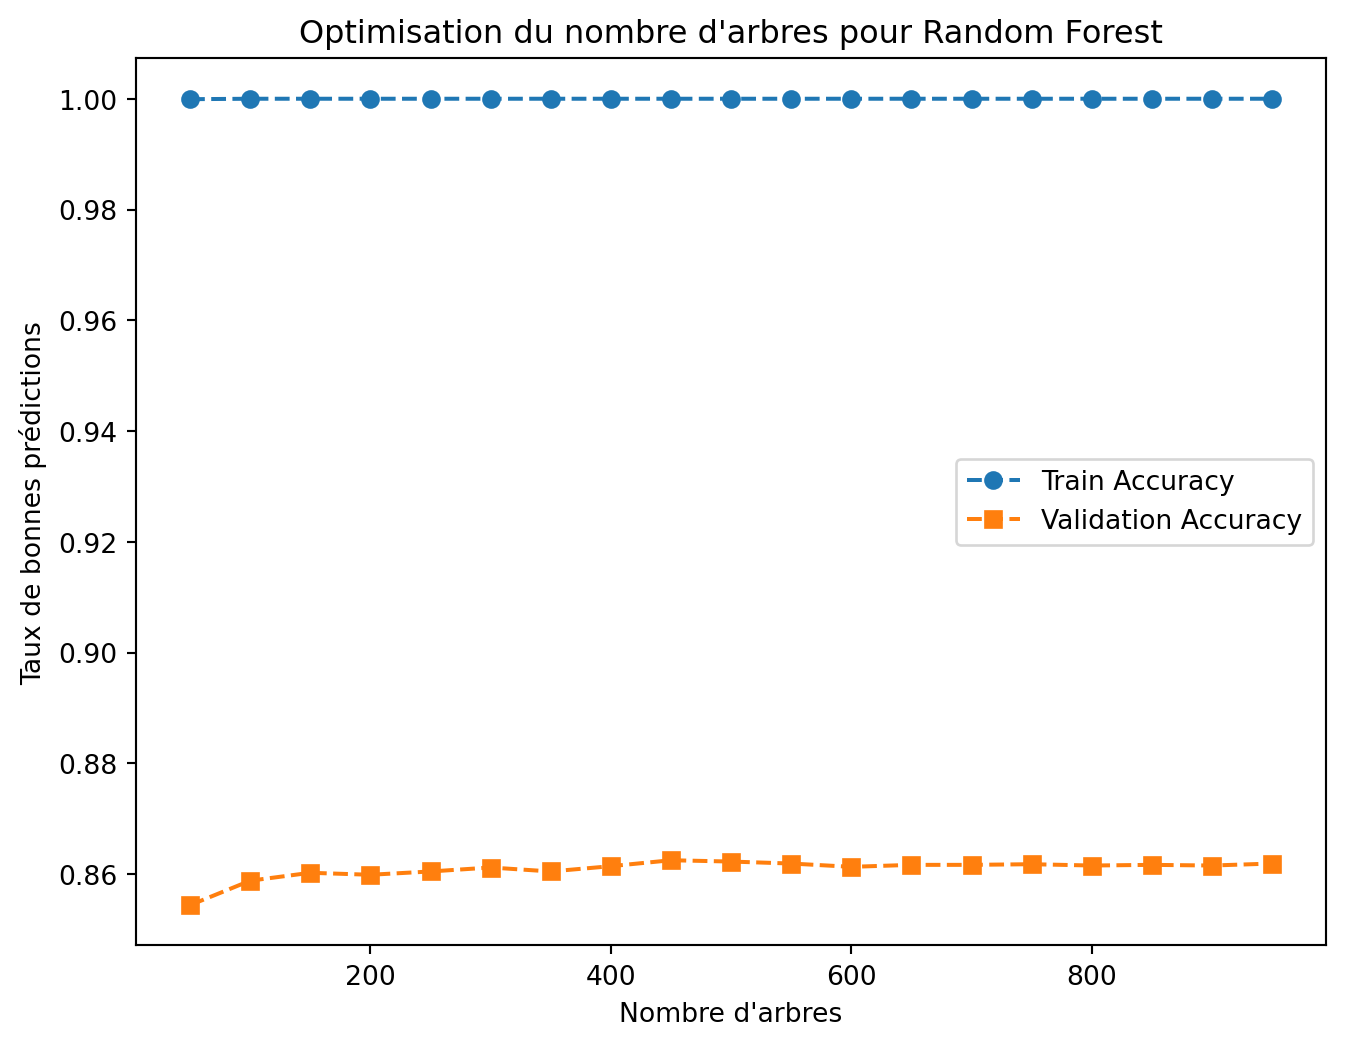 Optimisation du nombre d'arbres pour Random Forest
Taux de bonnes prédictions
1.00
0.98
0.96
0.94
0.92
0.90
0.88
0.86
Train Accuracy
Validation Accuracy
200 400 600 800
Nombre d'arbres